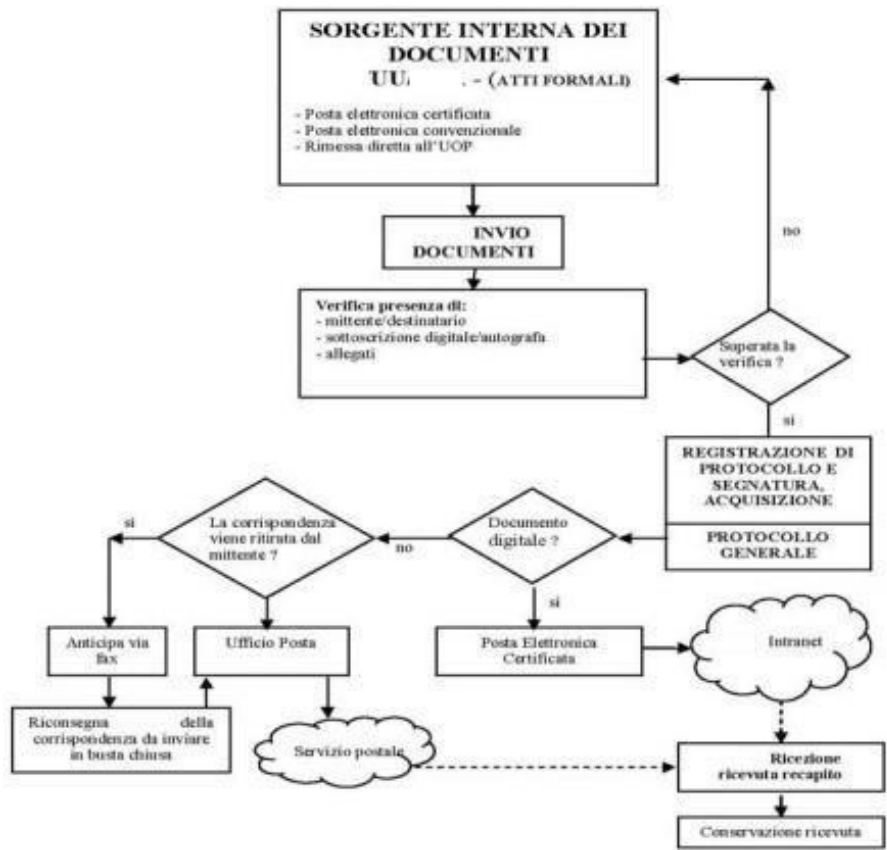 SORGENTE INTERNA DEI
DOCUMENTI
- (ATTI FORMALI)
- Posta elettronica certificata
- Posta elettronica convenzionale
- Rimessa diretta all'UOP
INVIO
DOCUMENTI
no
Verifica presenza di:
- mittente/destinatario
- sottoscrizione digitale/autografa
- allegati
Superata la
verifica ?
si
REGISTRAZIONE DI
PROTOCOLLO E
SEGNATURA,
ACQUISIZIONE
PROTOCOLLO
GENERALE
Documento
digitale ?
no
si
La corrispondenza
viene ritirata dal
mittente ?
si
Anticipa via
fax
Ufficio Posta
Posta Elettronica
Certificata
Intranet
Riconsegna della
corrispondenza da inviare
in busta chiusa
Servizio postale
Ricezione
ricevuta recapito
Conservazione ricevuta